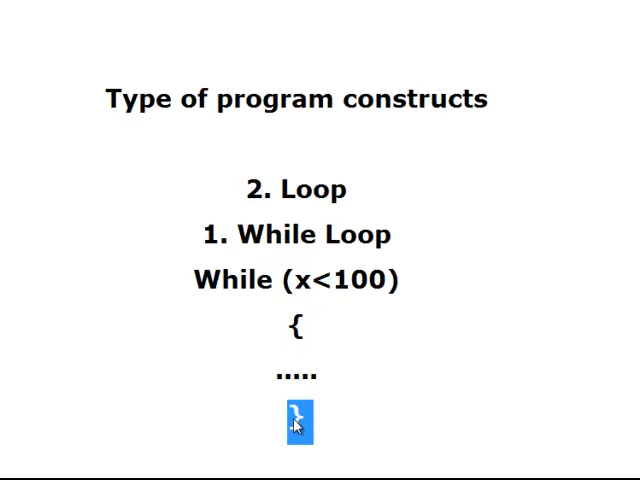 Type of program constructs
2. Loop
1. While Loop
While (x<100)
{
.....
}